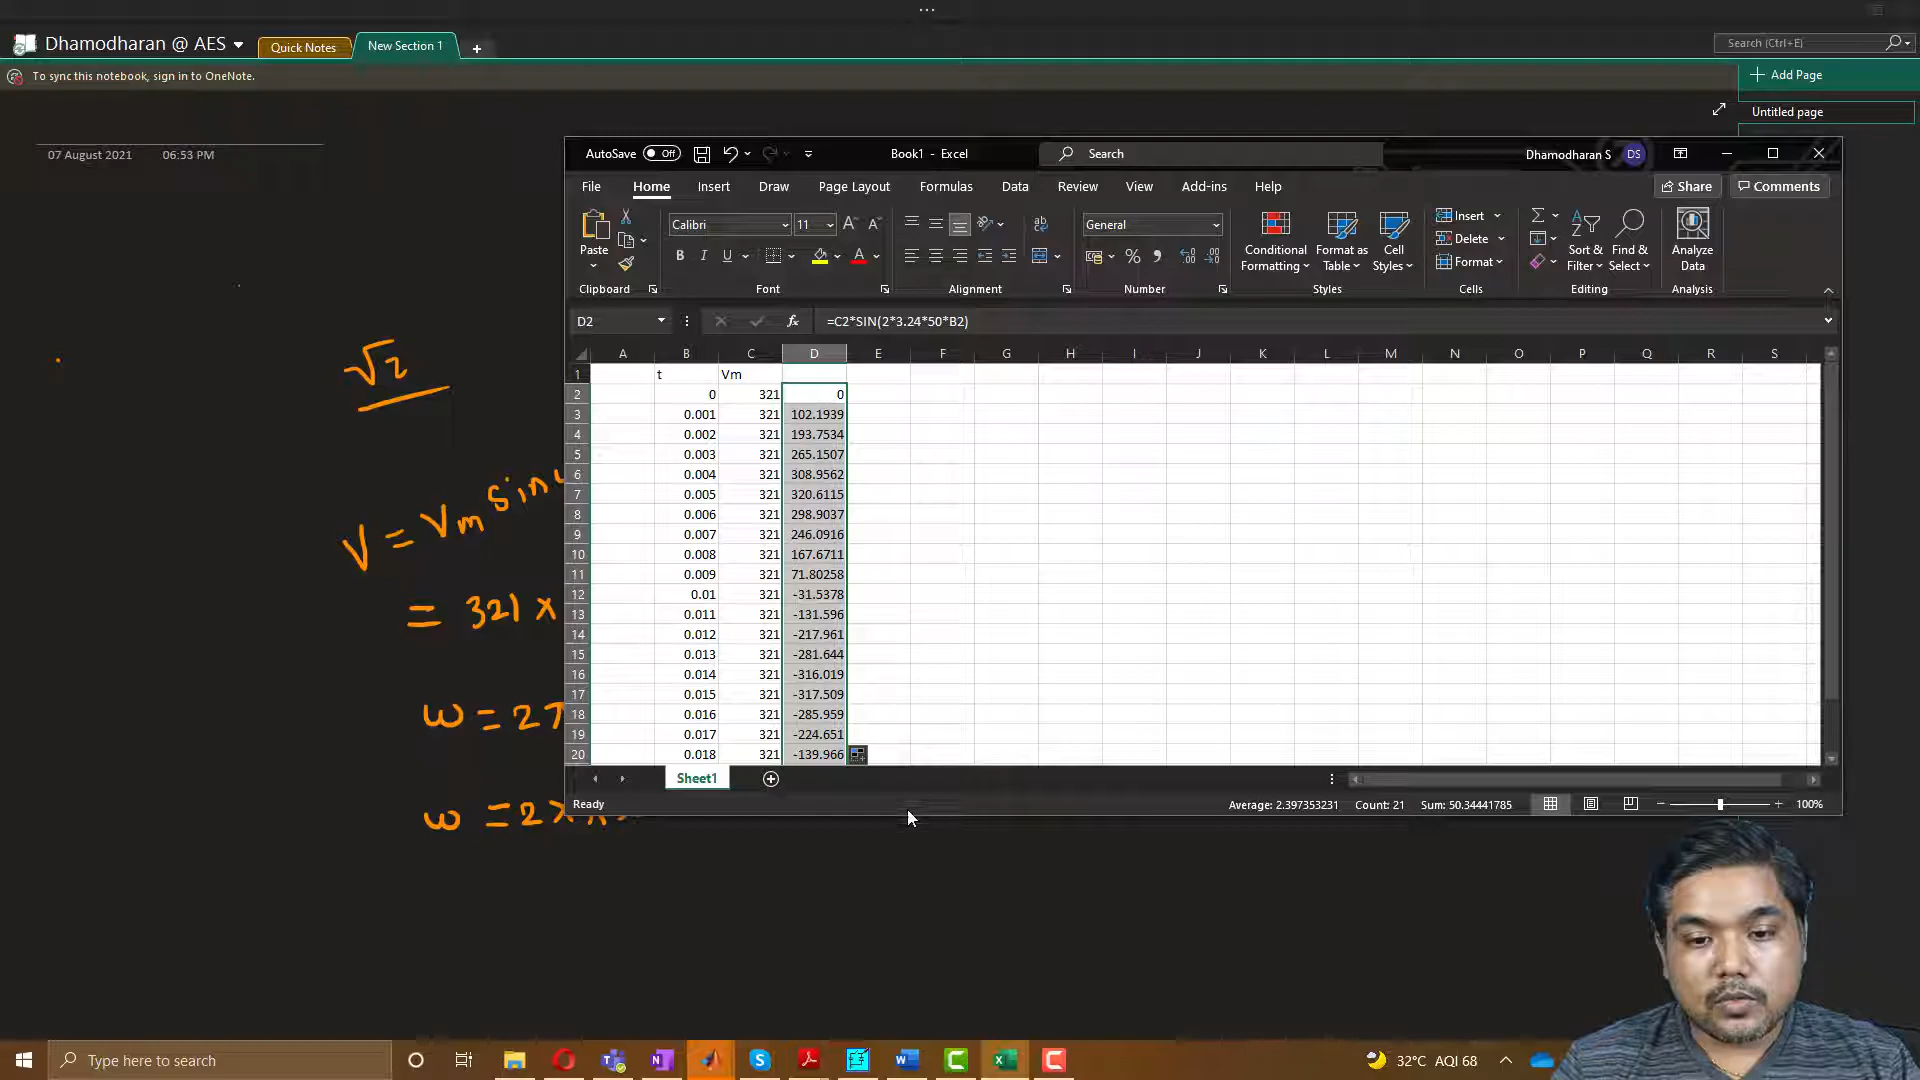 Dhamodharan @ AES
Quick Notes
New Section 1
Search (Ctrl+E)
To sync this notebook, sign in to OneNote.
Add Page
Untitled page
07 August 2021 06:53 PM
√2
V = Vm sin
= 321 ×
ω = 2
ω = 2 ×
AutoSave Off
Book1 - Excel
Search
Dhamodharan S DS
File Home Insert Draw Page Layout Formulas Data Review View Add-ins Help
Share Comments
Paste
Calibri 11
B I U
General
Conditional Formatting
Format as Table
Cell Styles
Insert
Delete
Format
Sort & Filter
Find & Select
Analyze Data
Clipboard Font Alignment Number Styles Cells Editing Analysis
D2 fx =C2*SIN(2*3.24*50*B2)
A B C D E F G H I J K L M N O P Q R S
1 t Vm
2 0 321 0
3 0.001 321 102.1939
4 0.002 321 193.7534
5 0.003 321 265.1507
6 0.004 321 308.9562
7 0.005 321 320.6115
8 0.006 321 298.9037
9 0.007 321 246.0916
10 0.008 321 167.6711
11 0.009 321 71.80258
12 0.01 321 -31.5378
13 0.011 321 -131.596
14 0.012 321 -217.961
15 0.013 321 -281.644
16 0.014 321 -316.019
17 0.015 321 -317.509
18 0.016 321 -285.959
19 0.017 321 -224.651
20 0.018 321 -139.966
Sheet1
Ready
Average: 2.397353231 Count: 21 Sum: 50.34441785
100%
Type here to search
32°C AQI 68